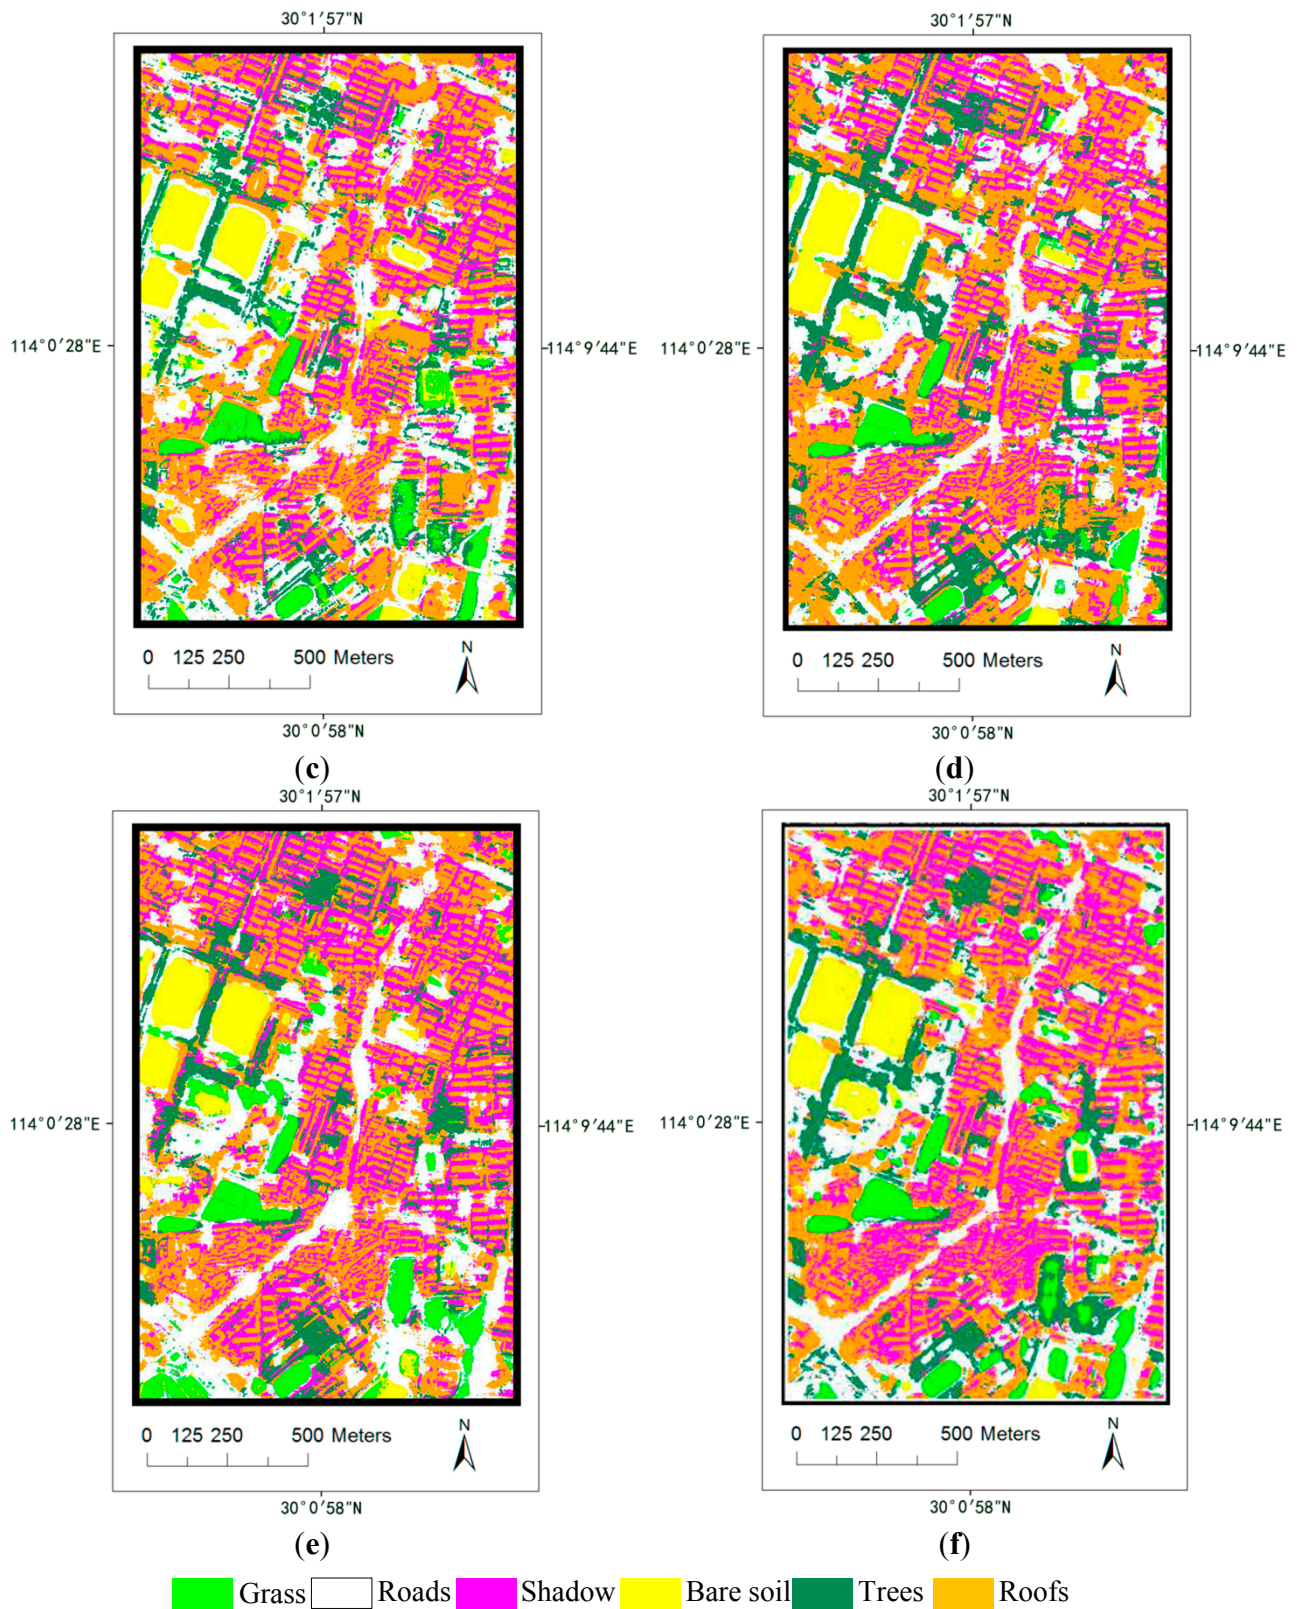 30°1′57″N 30°1′57″N
114°0′28″E 114°9′44″E 114°0′28″E 114°9′44″E
N N
0 125 250 500 Meters 0 125 250 500 Meters
30°0′58″N 30°0′58″N
(c) (d)
30°1′57″N 30°1′57″N
114°0′28″E 114°9′44″E 114°0′28″E 114°9′44″E
N N
0 125 250 500 Meters 0 125 250 500 Meters
30°0′58″N 30°0′58″N
(e) (f)
Grass Roads Shadow Bare soil Trees Roofs